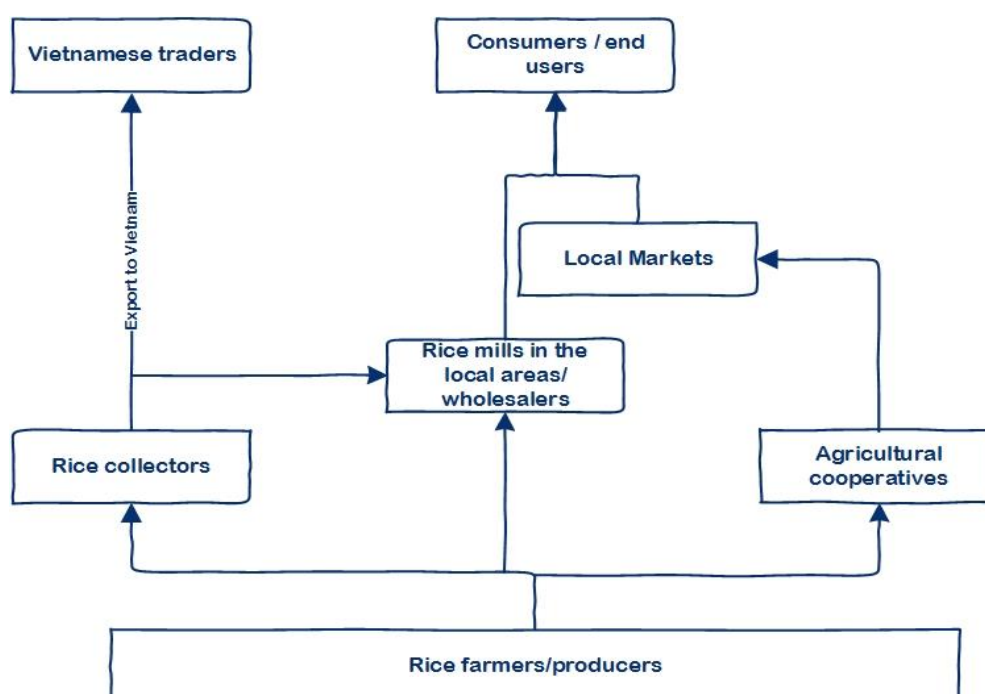 Vietnamese traders
Consumers / end
users
Export to Vietnam
Local Markets
Rice mills in the
local areas/
wholesalers
Rice collectors
Agricultural
cooperatives
Rice farmers/producers